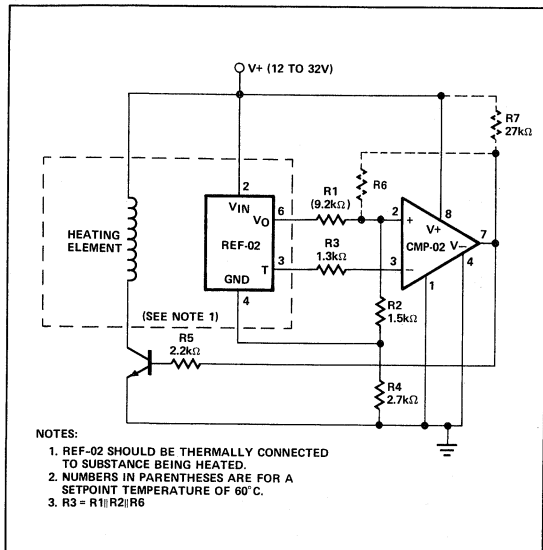 V+ (12 TO 32V)
R7
27kΩ
R6
R1
(9.2kΩ)
2
VIN
6
VO
2
+
8
V+
7
HEATING
ELEMENT
REF-02
R3
1.3kΩ
CMP-02
V–
T
3
3
–
4
GND
1
4
R2
1.5kΩ
(SEE NOTE 1)
R5
2.2kΩ
R4
2.7kΩ
NOTES:
1. REF-02 SHOULD BE THERMALLY CONNECTED
TO SUBSTANCE BEING HEATED.
2. NUMBERS IN PARENTHESES ARE FOR A
SETPOINT TEMPERATURE OF 60°C.
3. R3 = R1||R2||R6